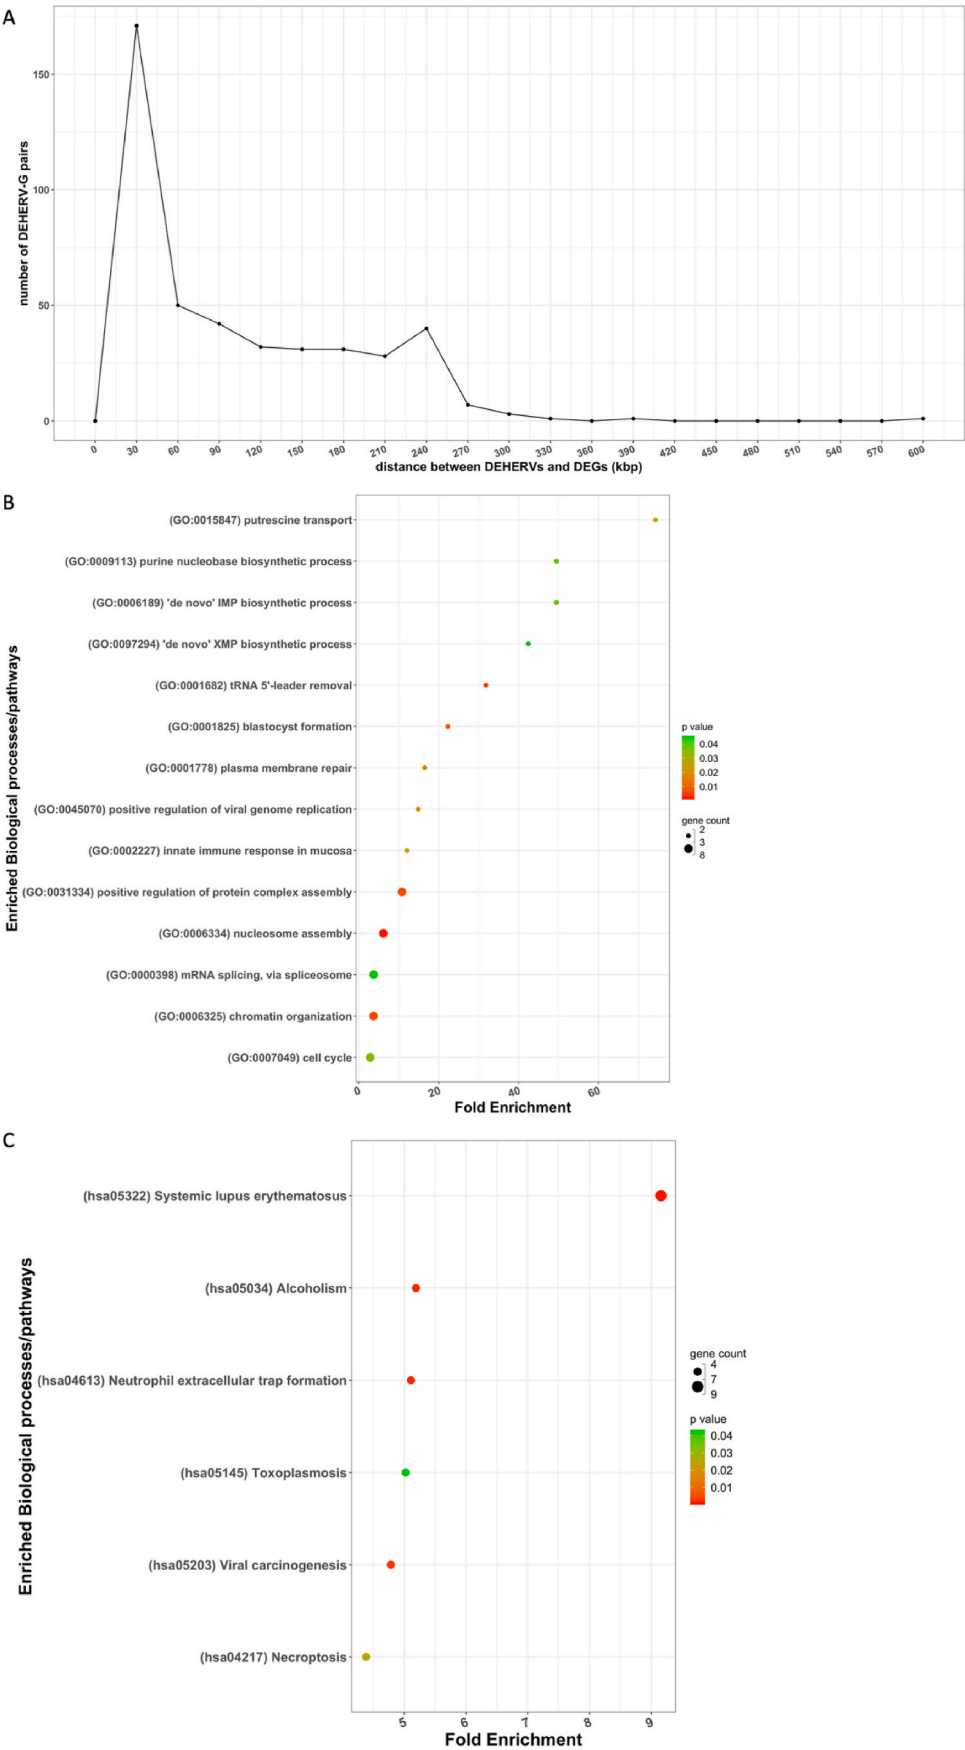 A
number of DEHERV-G pairs
150
100
50
0
0 30 60 90 120 150 180 210 240 270 300 330 360 390 420 450 480 510 540 570 600
distance between DEHERVs and DEGs (kbp)
B
Enriched Biological processes/pathways
(GO:0015847) putrescine transport
(GO:0009113) purine nucleobase biosynthetic process
(GO:0006189) 'de novo' IMP biosynthetic process
(GO:0097294) 'de novo' XMP biosynthetic process
(GO:0001682) tRNA 5'-leader removal
(GO:0001825) blastocyst formation
(GO:0001778) plasma membrane repair
(GO:0045070) positive regulation of viral genome replication
(GO:0002227) innate immune response in mucosa
(GO:0031334) positive regulation of protein complex assembly
(GO:0006334) nucleosome assembly
(GO:0000398) mRNA splicing, via spliceosome
(GO:0006325) chromatin organization
(GO:0007049) cell cycle
0 20 40 60
Fold Enrichment
p value
0.04
0.03
0.02
0.01
gene count
2
3
8
C
Enriched Biological processes/pathways
(hsa05322) Systemic lupus erythematosus
(hsa05034) Alcoholism
(hsa04613) Neutrophil extracellular trap formation
(hsa05145) Toxoplasmosis
(hsa05203) Viral carcinogenesis
(hsa04217) Necroptosis
5 6 7 8 9
Fold Enrichment
gene count
4
7
9
p value
0.04
0.03
0.02
0.01